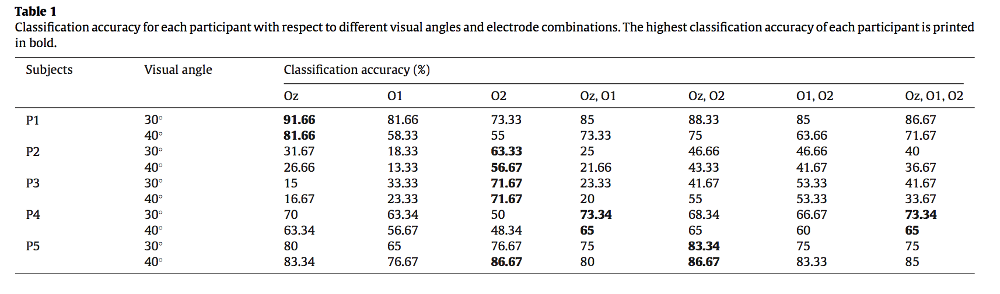 Table 1
Classification accuracy for each participant with respect to different visual angles and electrode combinations. The highest classification accuracy of each participant is printed
in bold.
Subjects Visual angle Classification accuracy (%)
Oz O1 O2 Oz, O1 Oz, O2 O1, O2 Oz, O1, O2
P1 30° 91.66 81.66 73.33 85 88.33 85 86.67
40° 81.66 58.33 55 73.33 75 63.66 71.67
P2 30° 31.67 18.33 63.33 25 46.66 46.66 40
40° 26.66 13.33 56.67 21.66 43.33 41.67 36.67
P3 30° 15 33.33 71.67 23.33 41.67 53.33 41.67
40° 16.67 23.33 71.67 20 55 53.33 33.67
P4 30° 70 63.34 50 73.34 68.34 66.67 73.34
40° 63.34 56.67 48.34 65 65 60 65
P5 30° 80 65 76.67 75 83.34 75 75
40° 83.34 76.67 86.67 80 86.67 83.33 85